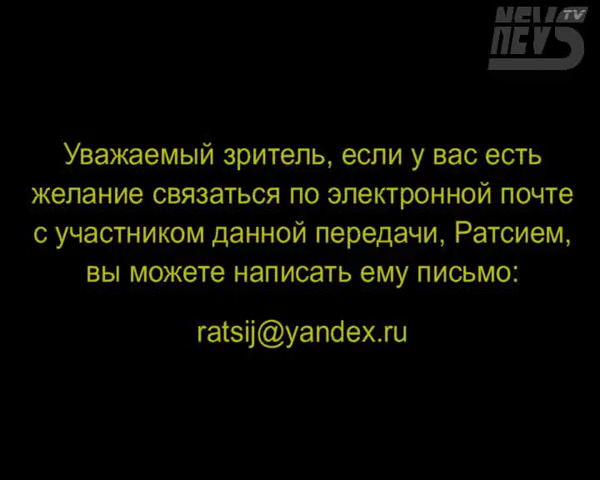 NEWS TV
NEWS
Уважаемый зритель, если у вас есть
желание связаться по электронной почте
с участником данной передачи, Ратсием,
вы можете написать ему письмо:
ratsij@yandex.ru